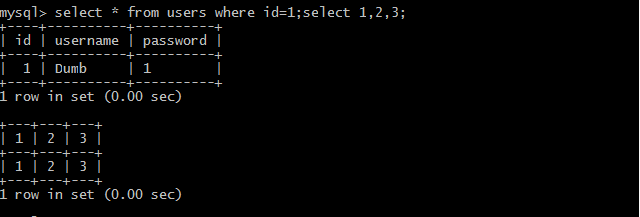 mysql> select * from users where id=1;select 1,2,3;
+----+----------+----------+
| id | username | password |
+----+----------+----------+
|  1 | Dumb     | 1        |
+----+----------+----------+
1 row in set (0.00 sec)

+---+---+---+
| 1 | 2 | 3 |
+---+---+---+
| 1 | 2 | 3 |
+---+---+---+
1 row in set (0.00 sec)